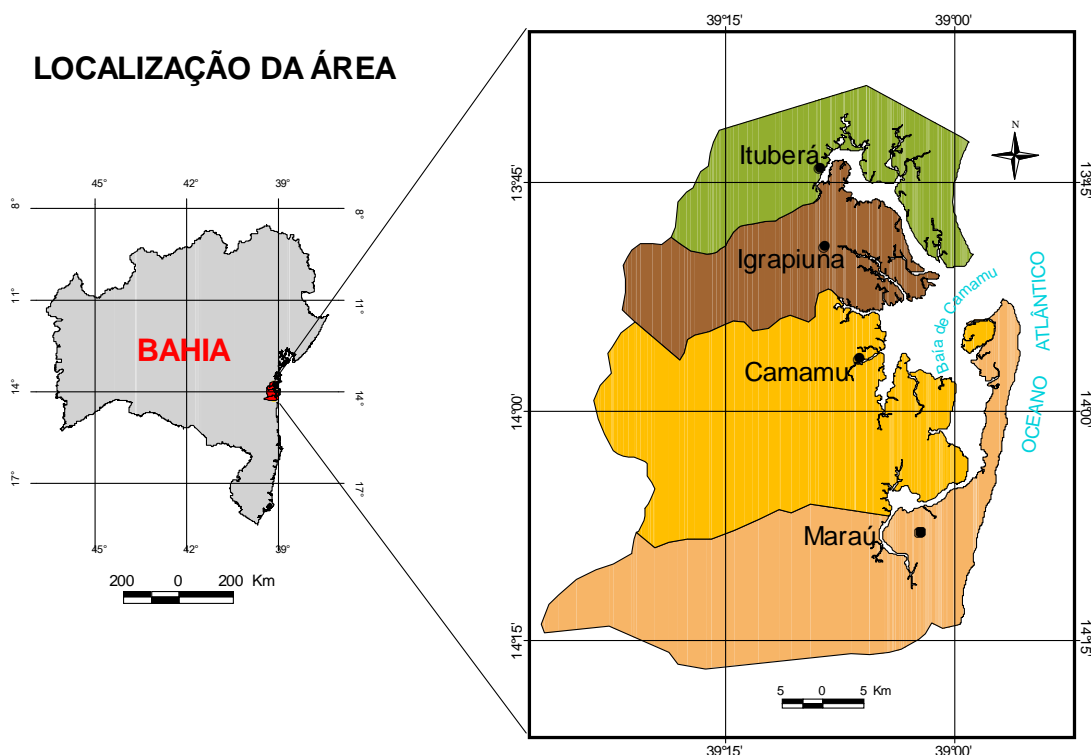 LOCALIZAÇÃO DA ÁREA
45° 42° 39°
8° 8°
11° 11°
BAHIA
14° 14°
17° 17°
45° 42° 39°
200 0 200 Km
39°15' 39°00'
N
Ituberá
13°45' 13°45'
Igrapiuna
Baía de Camamu
OCEANO ATLÂNTICO
Camamu
14°00' 14°00'
Maraú
14°15' 14°15'
5 0 5 Km
39°15' 39°00'